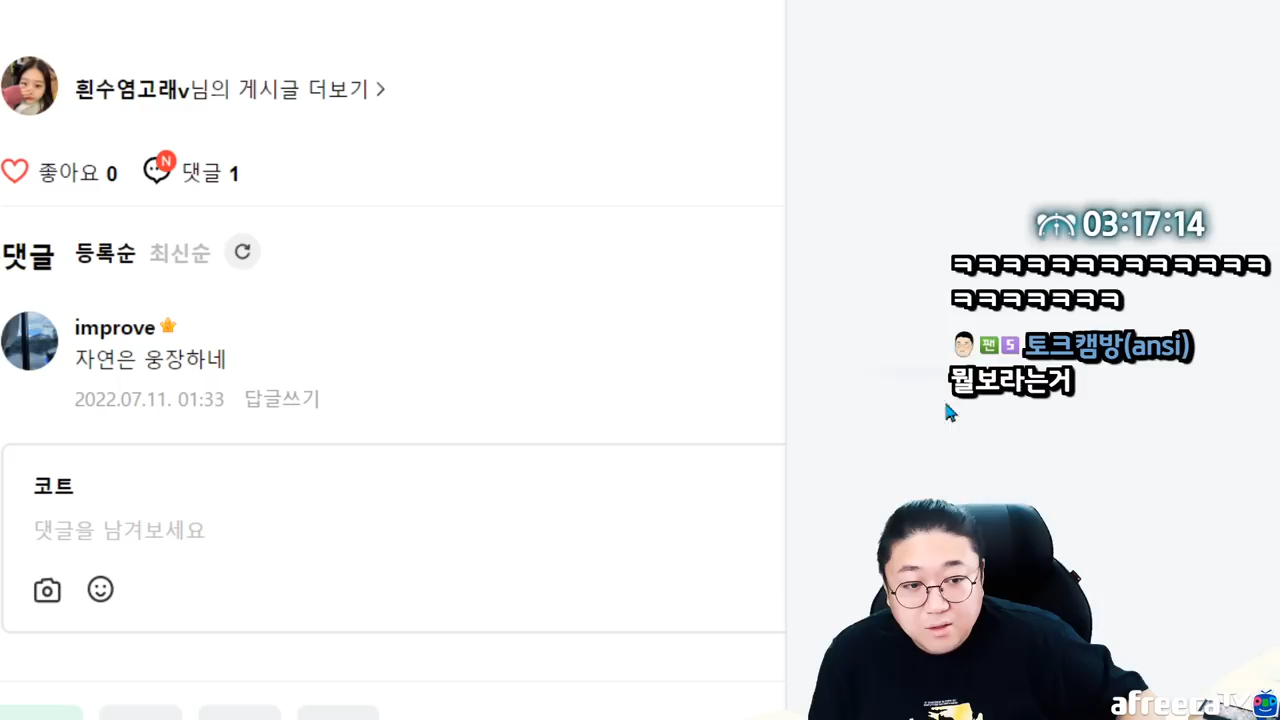 흰수염고래v님의 게시글 더보기 >
좋아요 0
N
댓글 1
댓글 등록순 최신순
improve
자연은 웅장하네
2022.07.11. 01:33 답글쓰기
코트
댓글을 남겨보세요
03:17:14
ㅋㅋㅋㅋㅋㅋㅋㅋㅋㅋㅋㅋㅋ
ㅋㅋㅋㅋㅋㅋㅋ
팬 5 토크캠방(ansi)
뭘보라는거
afreecaTV